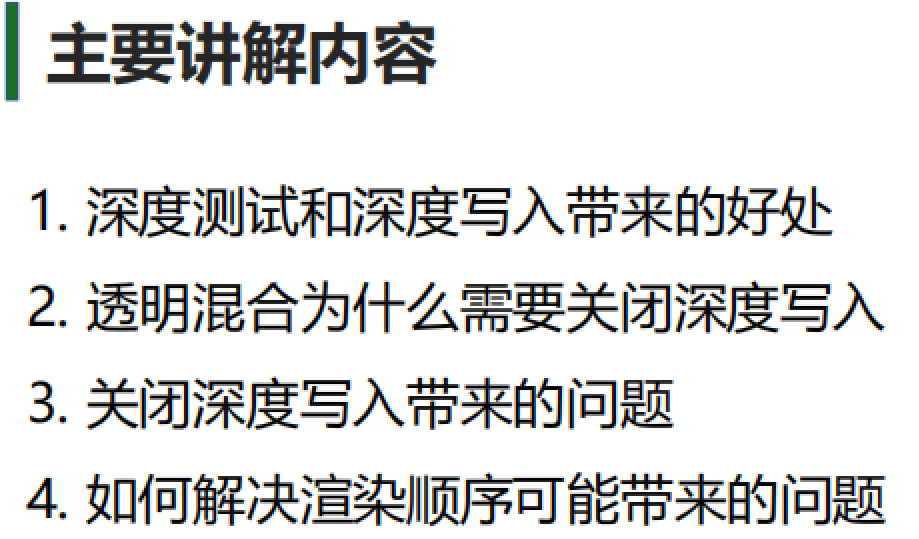 主要讲解内容
1. 深度测试和深度写入带来的好处
2. 透明混合为什么需要关闭深度写入
3. 关闭深度写入带来的问题
4. 如何解决渲染顺序可能带来的问题